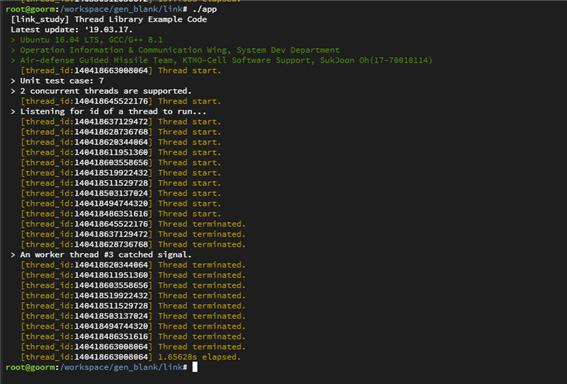 root@goorm:/workspace/gen_blank/link# ./app
[link_study] Thread Library Example Code
Latest update: '19.03.17.
> Ubuntu 16.04 LTS, GCC/G++ 8.1
> Operation Information & Communication Wing, System Dev Department
> Air-defense Guided Missile Team, KTMO-Cell Software Support, SukJoon Oh(17-70010114)
[thread_id:140418663008064] Thread start.
> Unit test case: 7
> 2 concurrent threads are supported.
[thread_id:140418645522176] Thread start.
> Listening for id of a thread to run...
[thread_id:140418637129472] Thread start.
[thread_id:140418628736768] Thread start.
[thread_id:140418620344064] Thread start.
[thread_id:140418611951360] Thread start.
[thread_id:140418603558656] Thread start.
[thread_id:140418519922432] Thread start.
[thread_id:140418511529728] Thread start.
[thread_id:140418503137024] Thread start.
[thread_id:140418494744320] Thread start.
[thread_id:140418486351616] Thread start.
[thread_id:140418645522176] Thread terminated.
[thread_id:140418637129472] Thread terminated.
[thread_id:140418628736768] Thread terminated.
> An worker thread #3 catched signal.
[thread_id:140418620344064] Thread terminated.
[thread_id:140418611951360] Thread terminated.
[thread_id:140418603558656] Thread terminated.
[thread_id:140418519922432] Thread terminated.
[thread_id:140418511529728] Thread terminated.
[thread_id:140418503137024] Thread terminated.
[thread_id:140418494744320] Thread terminated.
[thread_id:140418486351616] Thread terminated.
[thread_id:140418663008064] Thread terminated.
[thread_id:140418663008064] 1.65628s elapsed.
root@goorm:/workspace/gen_blank/link#